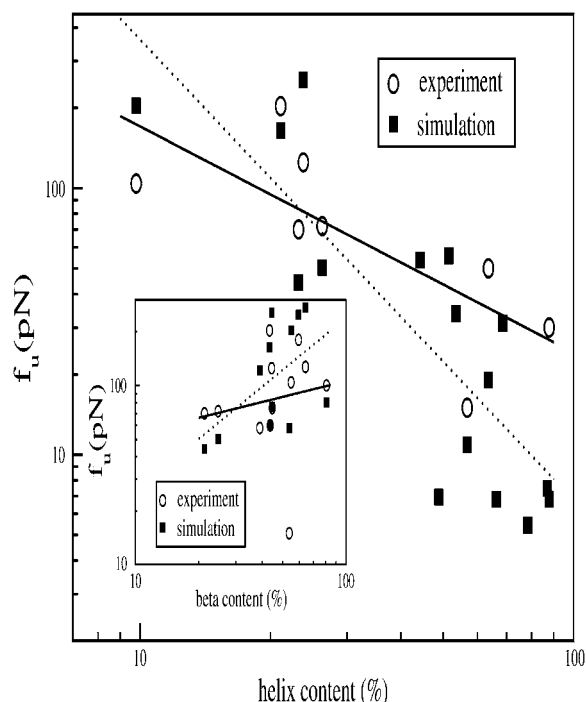 experiment
simulation
100
10
f_u(pN)
100
10
f_u(pN)
experiment
simulation
10
100
beta content (%)
10
100
helix content (%)